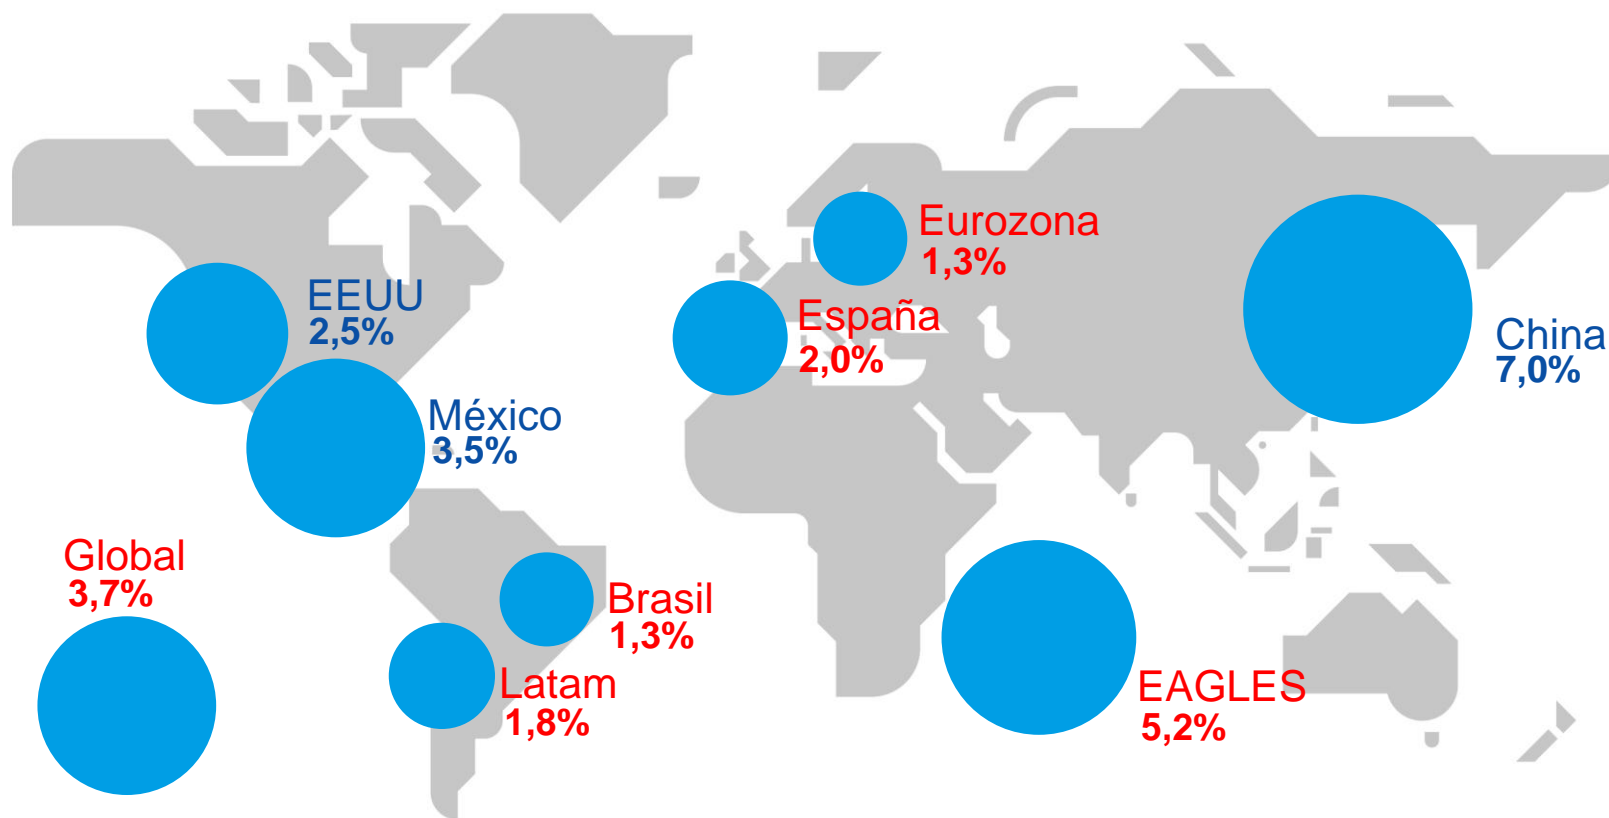 Eurozona
1,3%
EEUU
2,5%
España
2,0%
China
7,0%
México
3,5%
Global
3,7%
Brasil
1,3%
Latam
1,8%
EAGLES
5,2%